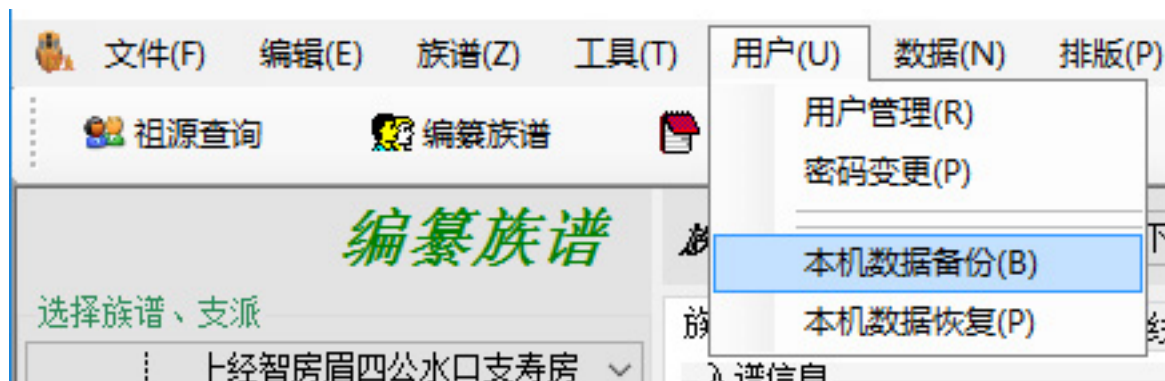 文件(F) 编辑(E) 族谱(Z) 工具(T) 用户(U) 数据(N) 排版(P)
祖源查询 编纂族谱
用户管理(R)
密码变更(P)
本机数据备份(B)
本机数据恢复(P)
编纂族谱
选择族谱、支派
上经智房眉四公水口支寿房
谱信息